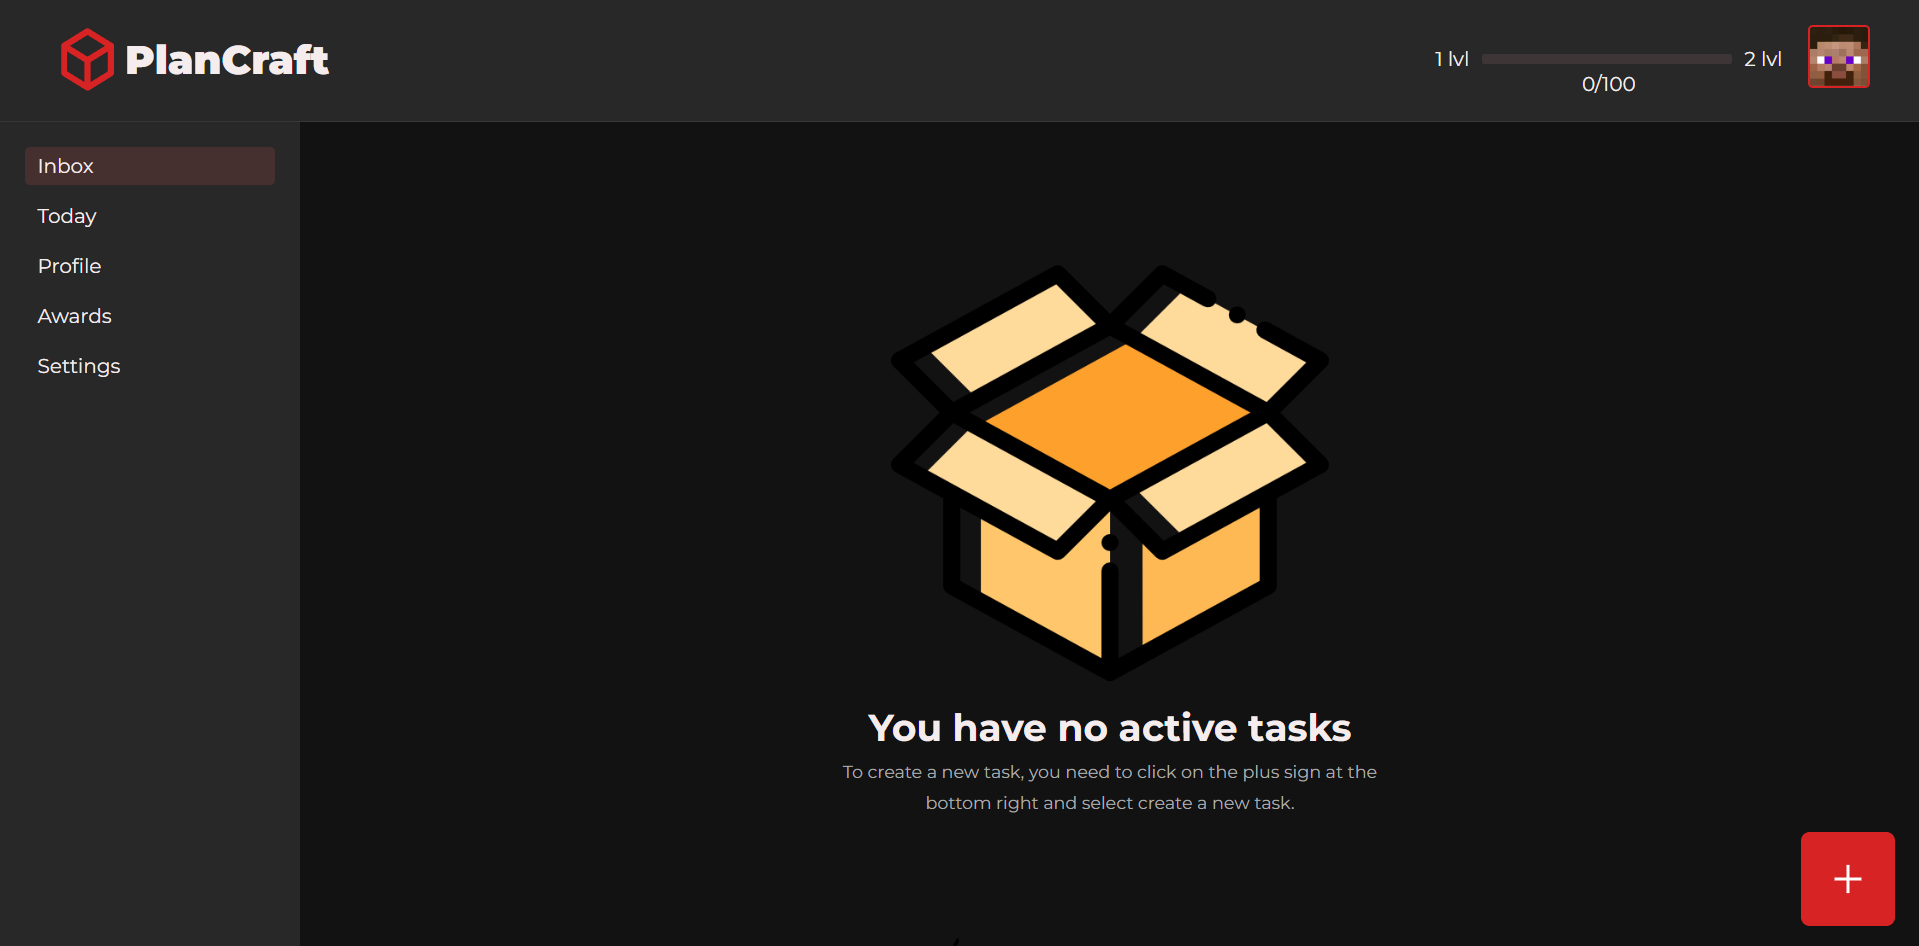 PlanCraft
1 lvl
2 lvl
0/100
Inbox
Today
Profile
Awards
Settings
You have no active tasks
To create a new task, you need to click on the plus sign at the
bottom right and select create a new task.